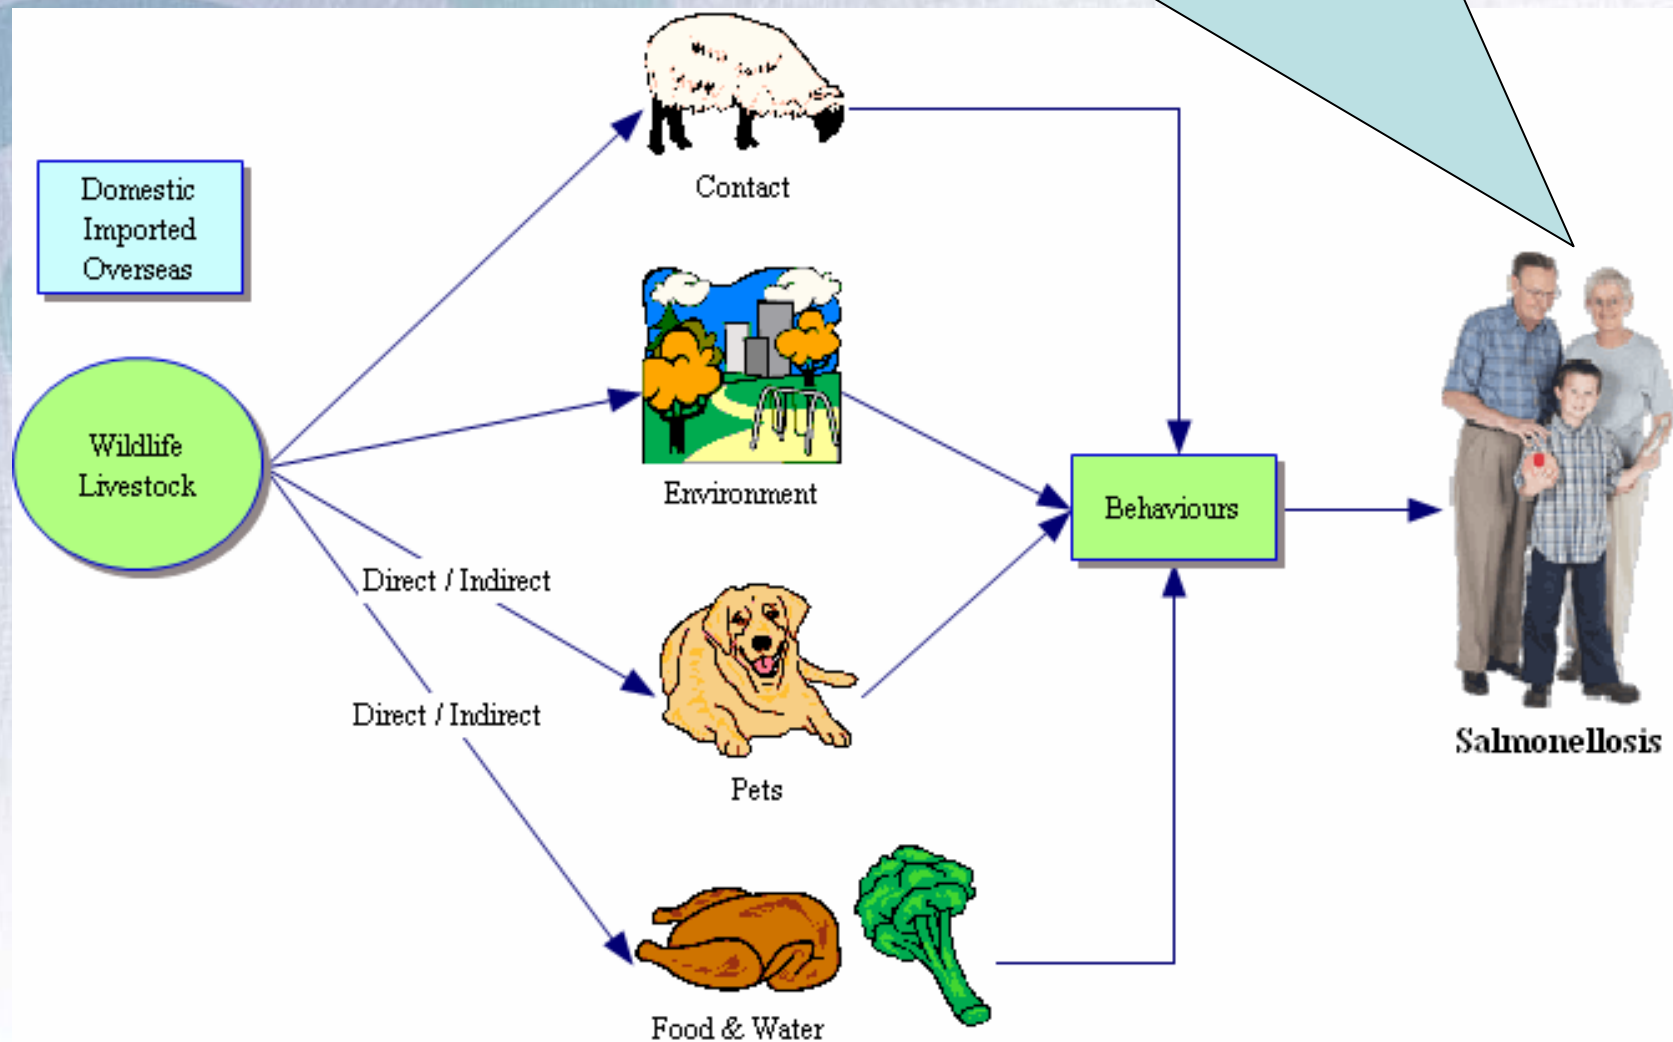 Domestic
Imported
Overseas
Wildlife
Livestock
Contact
Environment
Direct / Indirect
Pets
Direct / Indirect
Food & Water
Behaviours
Salmonellosis